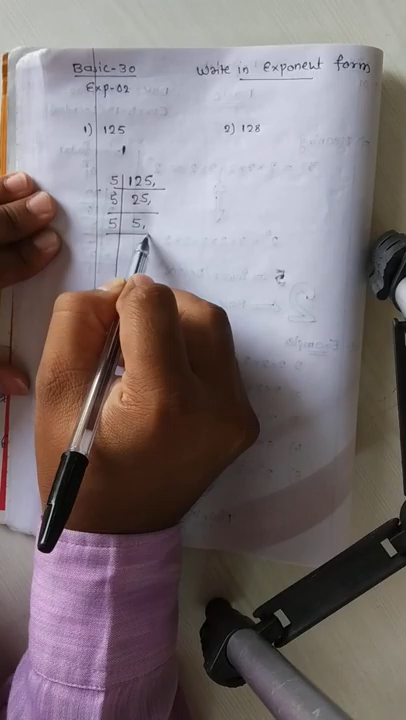 Basic-30
Write in Exponent form
Exp-02
1) 125
2) 128
5 125,
5 25,
5 5,